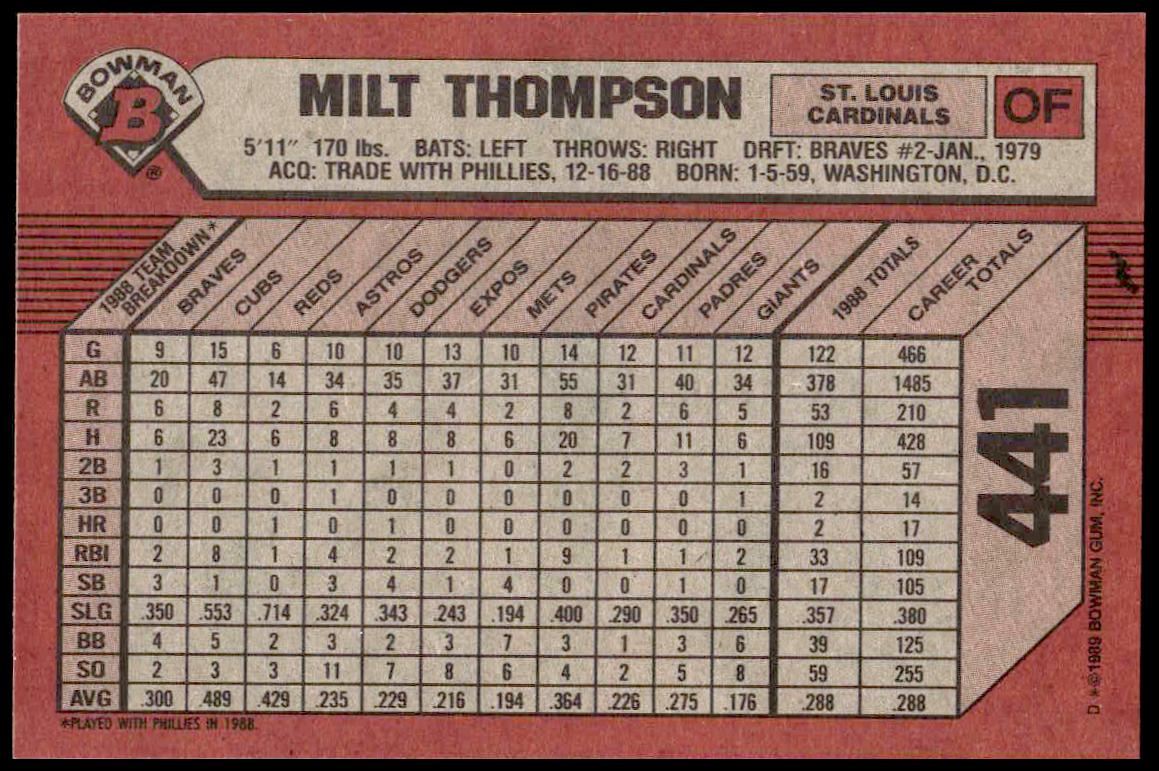 BOWMAN
B
®
MILT THOMPSON
ST. LOUIS
CARDINALS
OF
5'11" 170 lbs. BATS: LEFT THROWS: RIGHT DRFT: BRAVES #2-JAN., 1979
ACQ: TRADE WITH PHILLIES, 12-16-88 BORN: 1-5-59, WASHINGTON, D.C.
1988 TEAM BREAKDOWN* BRAVES CUBS REDS ASTROS DODGERS EXPOS METS PIRATES CARDINALS PADRES GIANTS 1988 TOTALS CAREER TOTALS
G 9 15 6 10 10 13 10 14 12 11 12 122 466
AB 20 47 14 34 35 37 31 55 31 40 34 378 1485
R 6 8 2 6 4 4 2 8 2 6 5 53 210
H 6 23 6 8 8 8 6 20 7 11 6 109 428
2B 1 3 1 1 1 1 0 2 2 3 1 16 57
3B 0 0 0 1 0 0 0 0 0 0 1 2 14
HR 0 0 1 0 1 0 0 0 0 0 0 2 17
RBI 2 8 1 4 2 2 1 9 1 1 2 33 109
SB 3 1 0 3 4 1 4 0 0 1 0 17 105
SLG .350 .553 .714 .324 .343 .243 .194 .400 .290 .350 .265 .357 .380
BB 4 5 2 3 2 3 7 3 1 3 6 39 125
SO 2 3 3 11 7 8 6 4 2 5 8 59 255
AVG .300 .489 .429 .235 .229 .216 .194 .364 .226 .275 .176 .288 .288
*PLAYED WITH PHILLIES IN 1988.
441
D *©1989 BOWMAN GUM, INC.